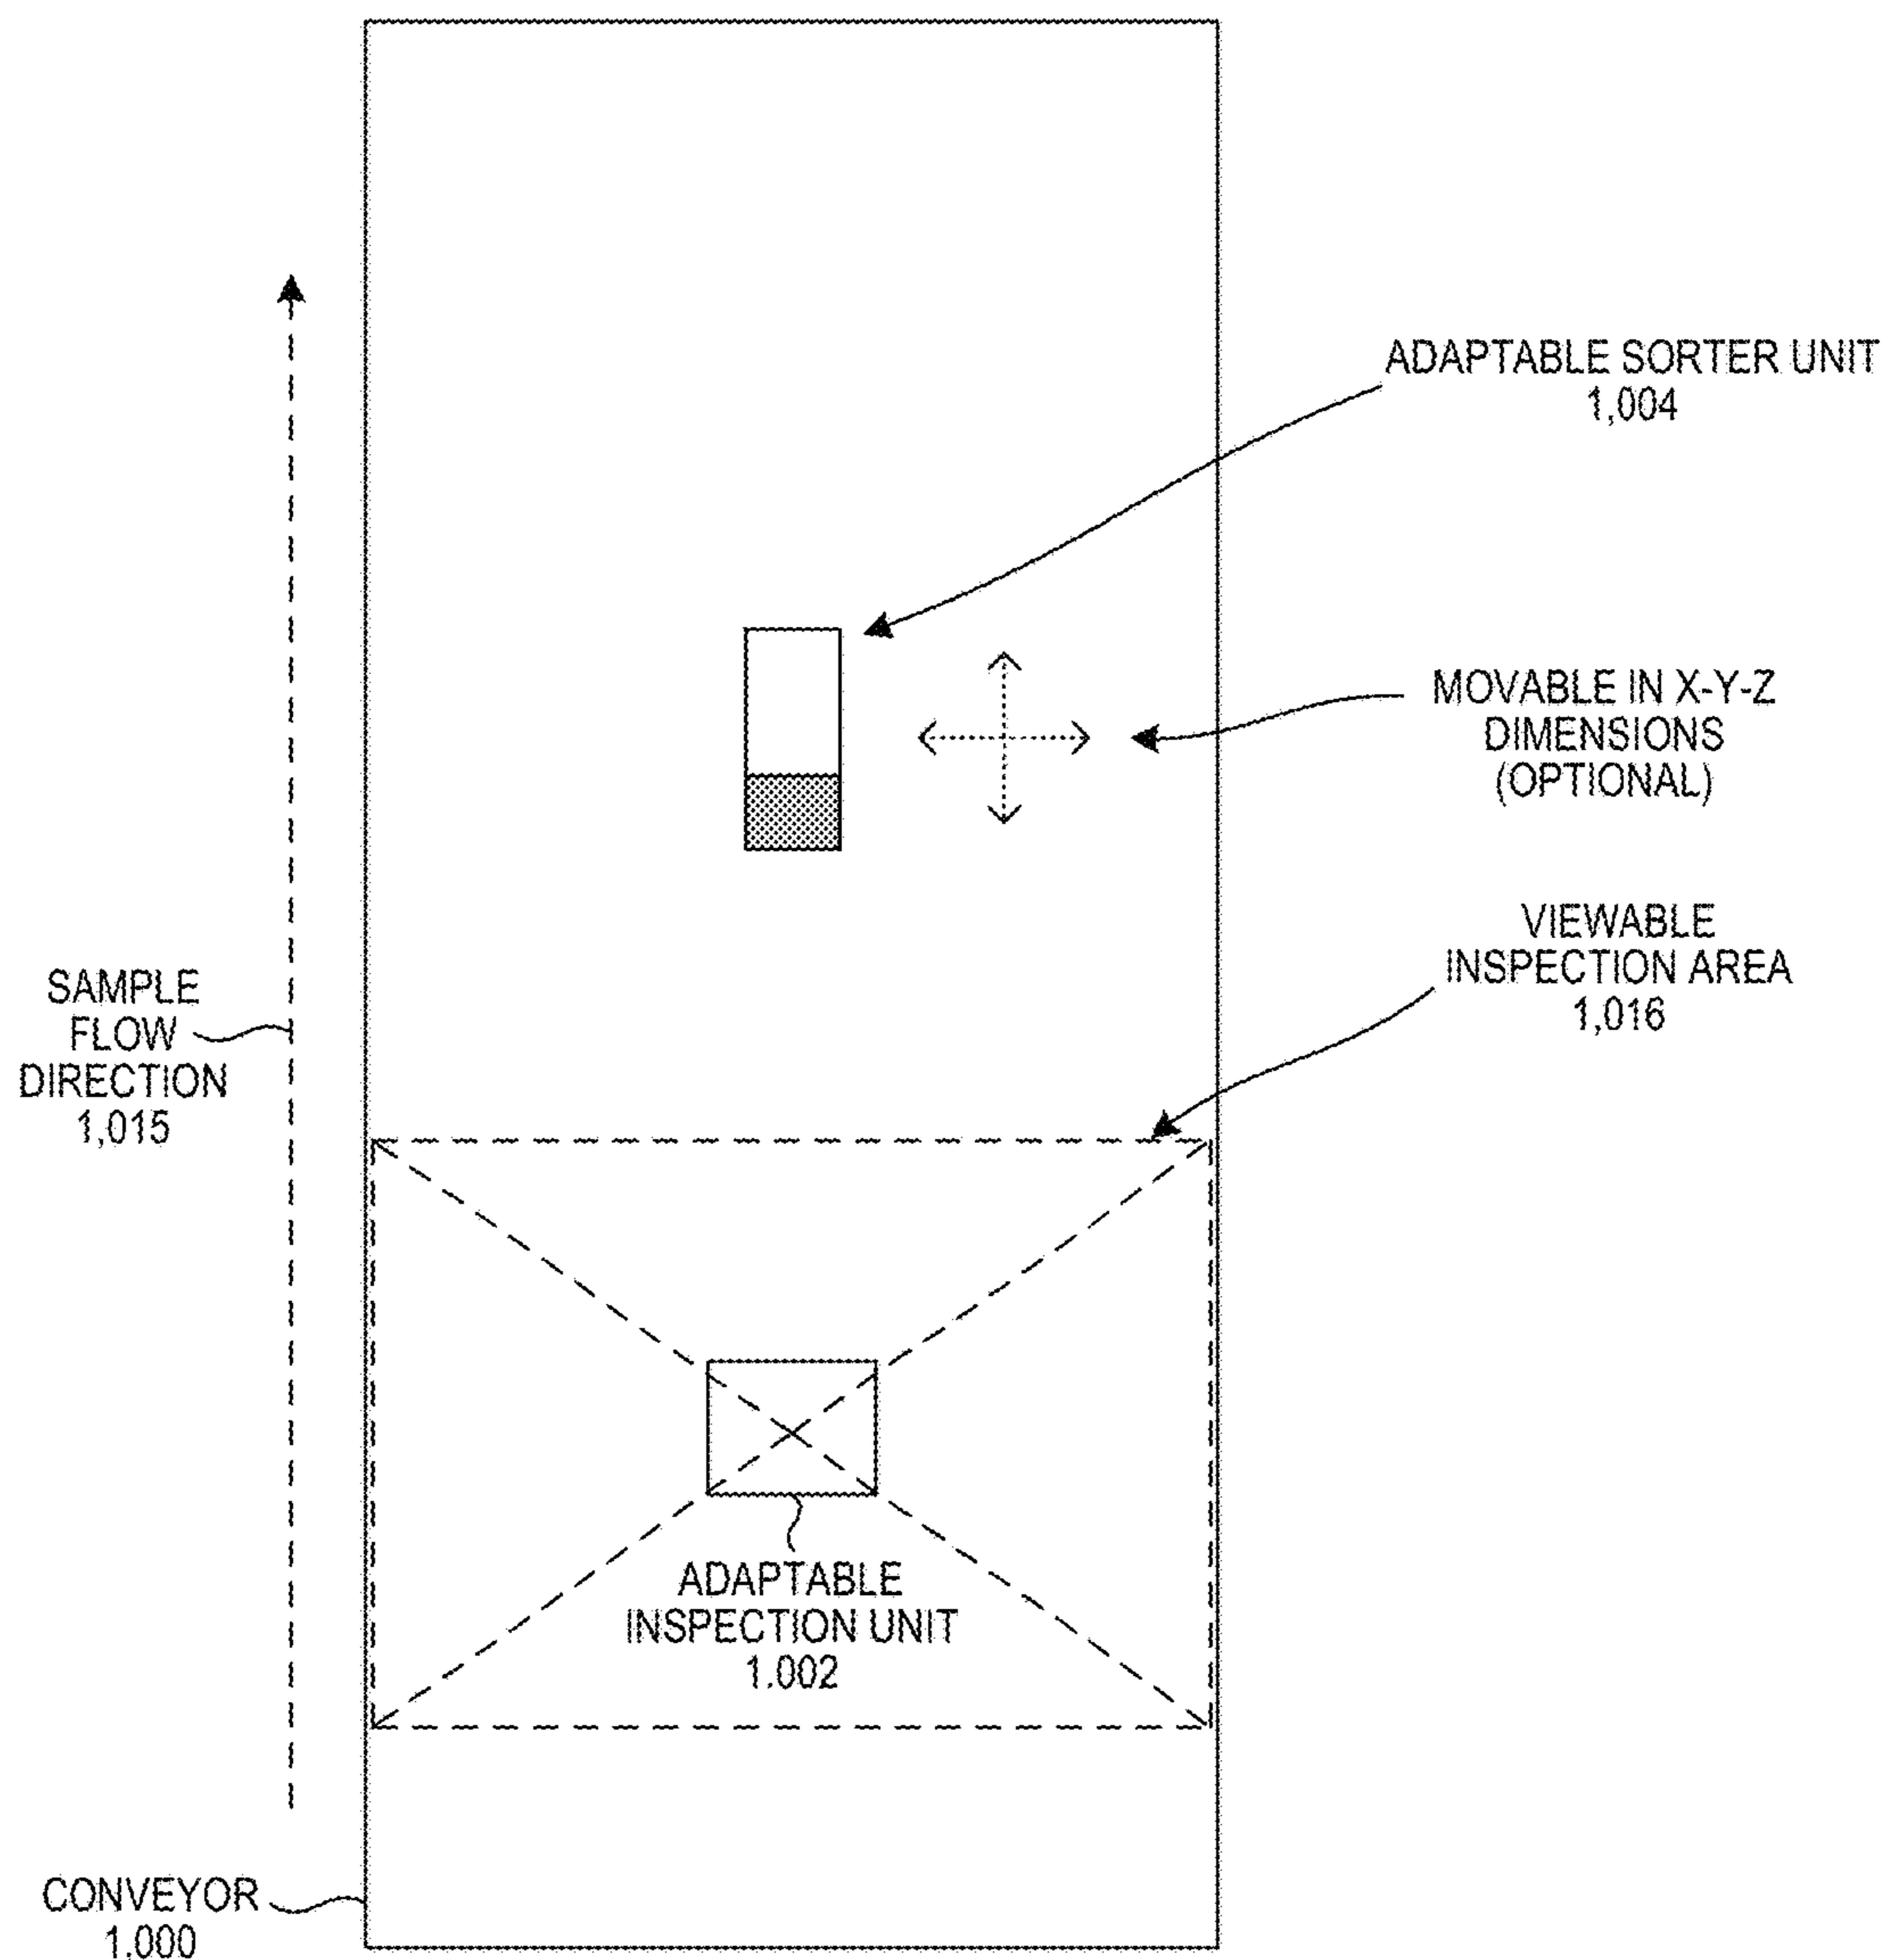 ADAPTABLE SORTER UNIT
1,004
MOVABLE IN X-Y-Z
DIMENSIONS
(OPTIONAL)
VIEWABLE
INSPECTION AREA
1,016
SAMPLE
FLOW
DIRECTION
1,015
ADAPTABLE
INSPECTION UNIT
1.002
CONVEYOR
1.000